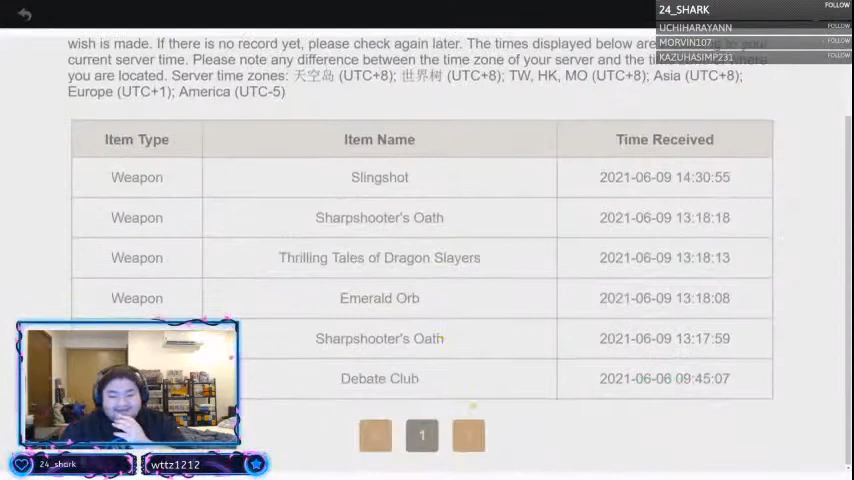 24_SHARK FOLLOW
UCHIHARAYANN FOLLOW
MORVIN107 FOLLOW
KAZUHASIMP231 FOLLOW
wish is made. If there is no record yet, please check again later. The times displayed below are
current server time. Please note any difference between the time zone of your server and the
you are located. Server time zones: 天空岛 (UTC+8); 世界树 (UTC+8); TW, HK, MO (UTC+8); Asia (UTC+8);
Europe (UTC+1); America (UTC-5)
Item Type Item Name Time Received
Weapon Slingshot 2021-06-09 14:30:55
Weapon Sharpshooter's Oath 2021-06-09 13:18:18
Weapon Thrilling Tales of Dragon Slayers 2021-06-09 13:18:13
Weapon Emerald Orb 2021-06-09 13:18:08
Sharpshooter's Oath 2021-06-09 13:17:59
Debate Club 2021-06-06 09:45:07
1
24_shark wttz1212